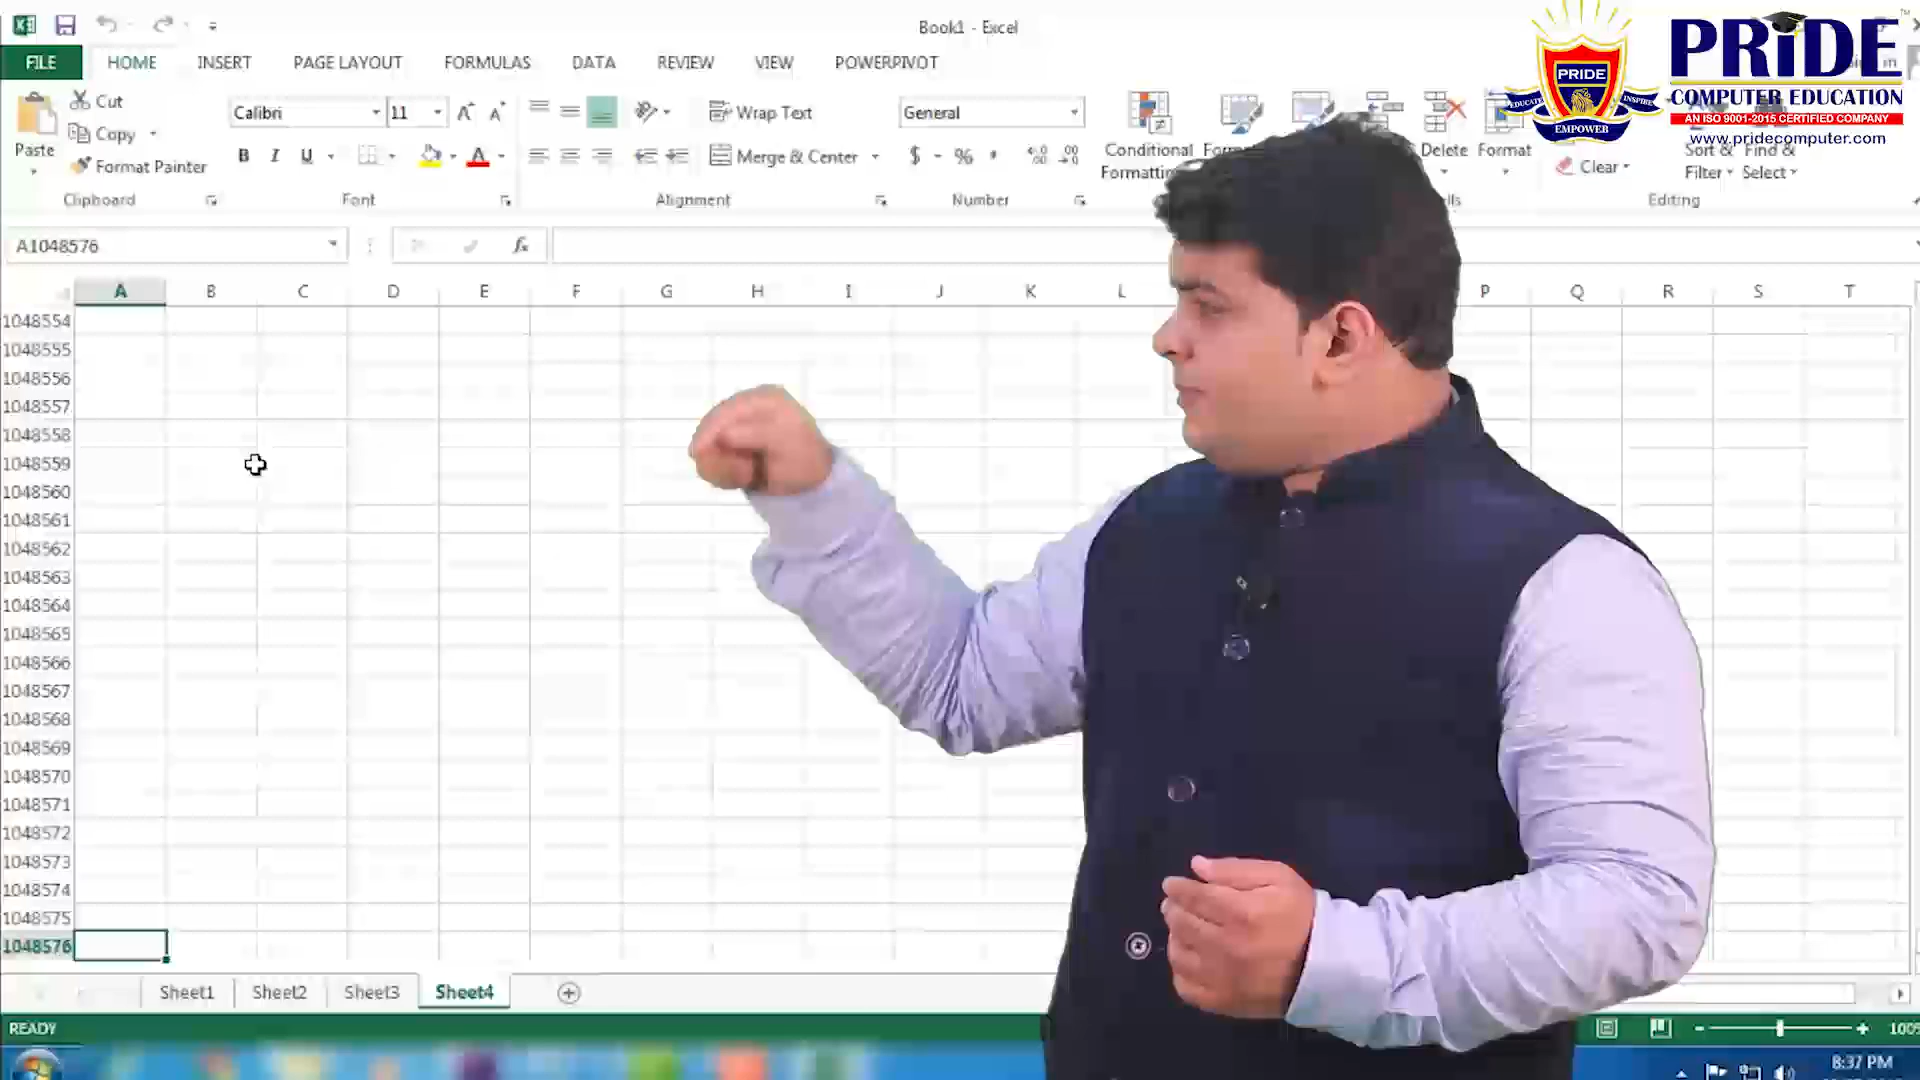 Book1 - Excel
FILE HOME INSERT PAGE LAYOUT FORMULAS DATA REVIEW VIEW POWERPIVOT
PRIDE
EDUCATE INSPIRE
EMPOWER
PRiDE
COMPUTER EDUCATION
AN ISO 9001-2015 CERTIFIED COMPANY
www.pridecomputer.com
Paste
Cut
Copy
Format Painter
Calibri 11
B I U A
Wrap Text
Merge & Center
General
$ %
Conditional
Delete Format
Clear
Sort &
Filter
Find &
Select
Clipboard Font Alignment Number Editing
A1048576 fx
A B C D E F G H I J K L P Q R S T
1048554
1048555
1048556
1048557
1048558
1048559
1048560
1048561
1048562
1048563
1048564
1048565
1048566
1048567
1048568
1048569
1048570
1048571
1048572
1048573
1048574
1048575
1048576
Sheet1 Sheet2 Sheet3 Sheet4
READY
8:37 PM